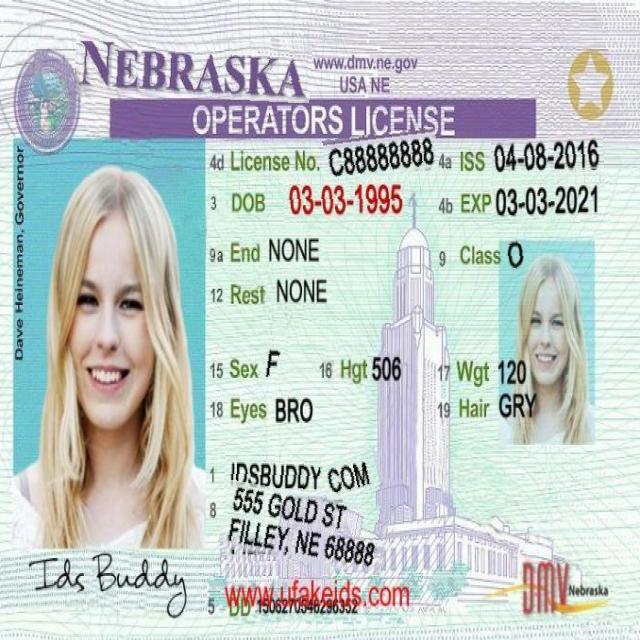 NEBRASKA
www.dmv.ne.gov
USA NE
OPERATORS LICENSE
Dave Heineman, Governor
4d License No. C88888888
4a ISS 04-08-2016
3 DOB 03-03-1995
4b EXP 03-03-2021
9a End NONE
9 Class O
12 Rest NONE
15 Sex F
16 Hgt 506
17 Wgt 120
18 Eyes BRO
19 Hair GRY
1 IDSBUDDY COM
8 555 GOLD ST
FILLEY, NE 68888
Ids Buddy
www.ufakeids.com
5 DD
DMV Nebraska